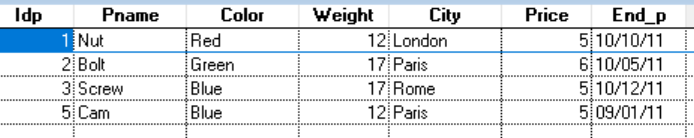 Idp Pname Color Weight City Price End_p
1 Nut Red 12 London 5 10/10/11
2 Bolt Green 17 Paris 6 10/05/11
3 Screw Blue 17 Rome 5 10/12/11
5 Cam Blue 12 Paris 5 09/01/11